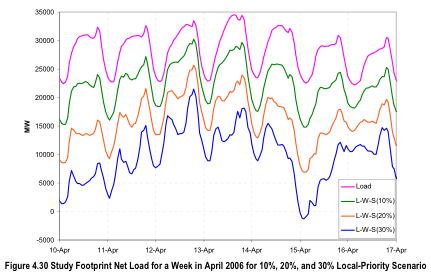 35000
30000
25000
20000
15000
10000
5000
0
-5000
MW
10-Apr
11-Apr
12-Apr
13-Apr
14-Apr
15-Apr
16-Apr
17-Apr
Load
L-W-S(10%)
L-W-S(20%)
L-W-S(30%)
Figure 4.30 Study Footprint Net Load for a Week in April 2006 for 10%, 20%, and 30% Local-Priority Scenario